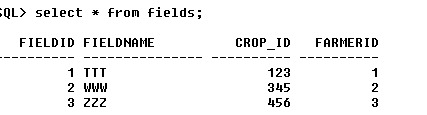 SQL> select * from fields;
FIELDID FIELDNAME CROP_ID FARMERID
---------- -------------------- ---------- ----------
1 TTT 123 1
2 WWW 345 2
3 ZZZ 456 3